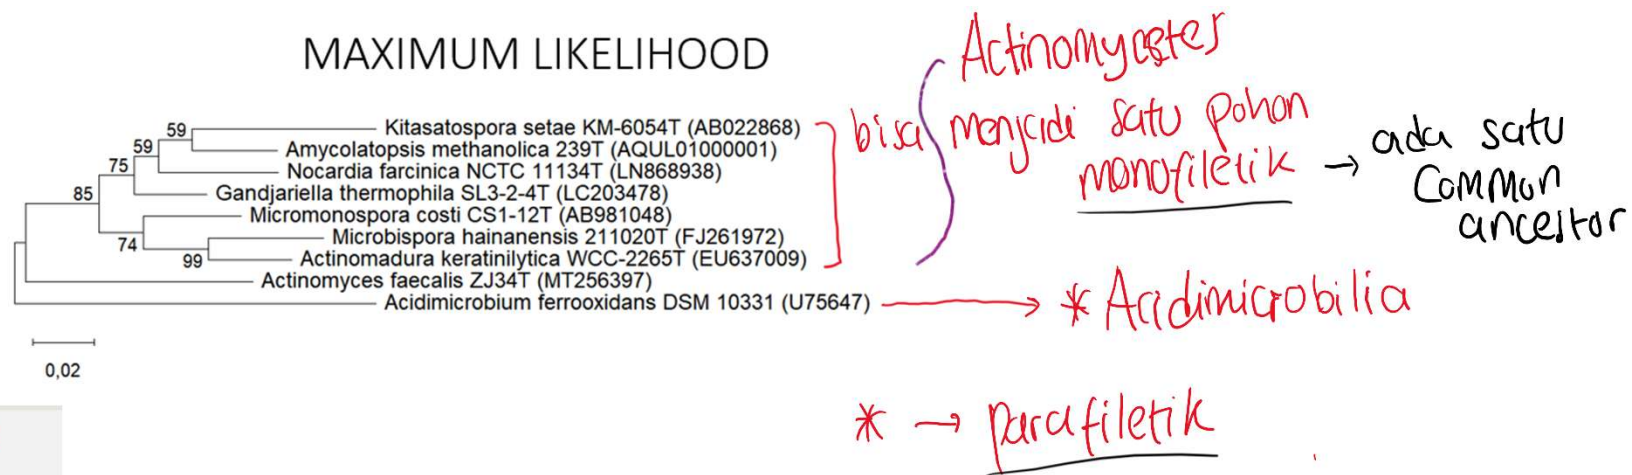 MAXIMUM LIKELIHOOD
Actinomycetes
bisa menjadi satu pohon
monofiletik → ada satu
common
ancestor
Kitasatospora setae KM-6054T (AB022868)
59
Amycolatopsis methanolica 239T (AQUL01000001)
59
Nocardia farcinica NCTC 11134T (LN868938)
75
Gandjariella thermophila SL3-2-4T (LC203478)
85
Micromonospora costi CS1-12T (AB981048)
74
Microbispora hainanensis 211020T (FJ261972)
99
Actinomadura keratinilytica WCC-2265T (EU637009)
Actinomyces faecalis ZJ34T (MT256397)
Acidimicrobium ferrooxidans DSM 10331 (U75647) → * Acidimicrobilia
0,02
* → parafiletik